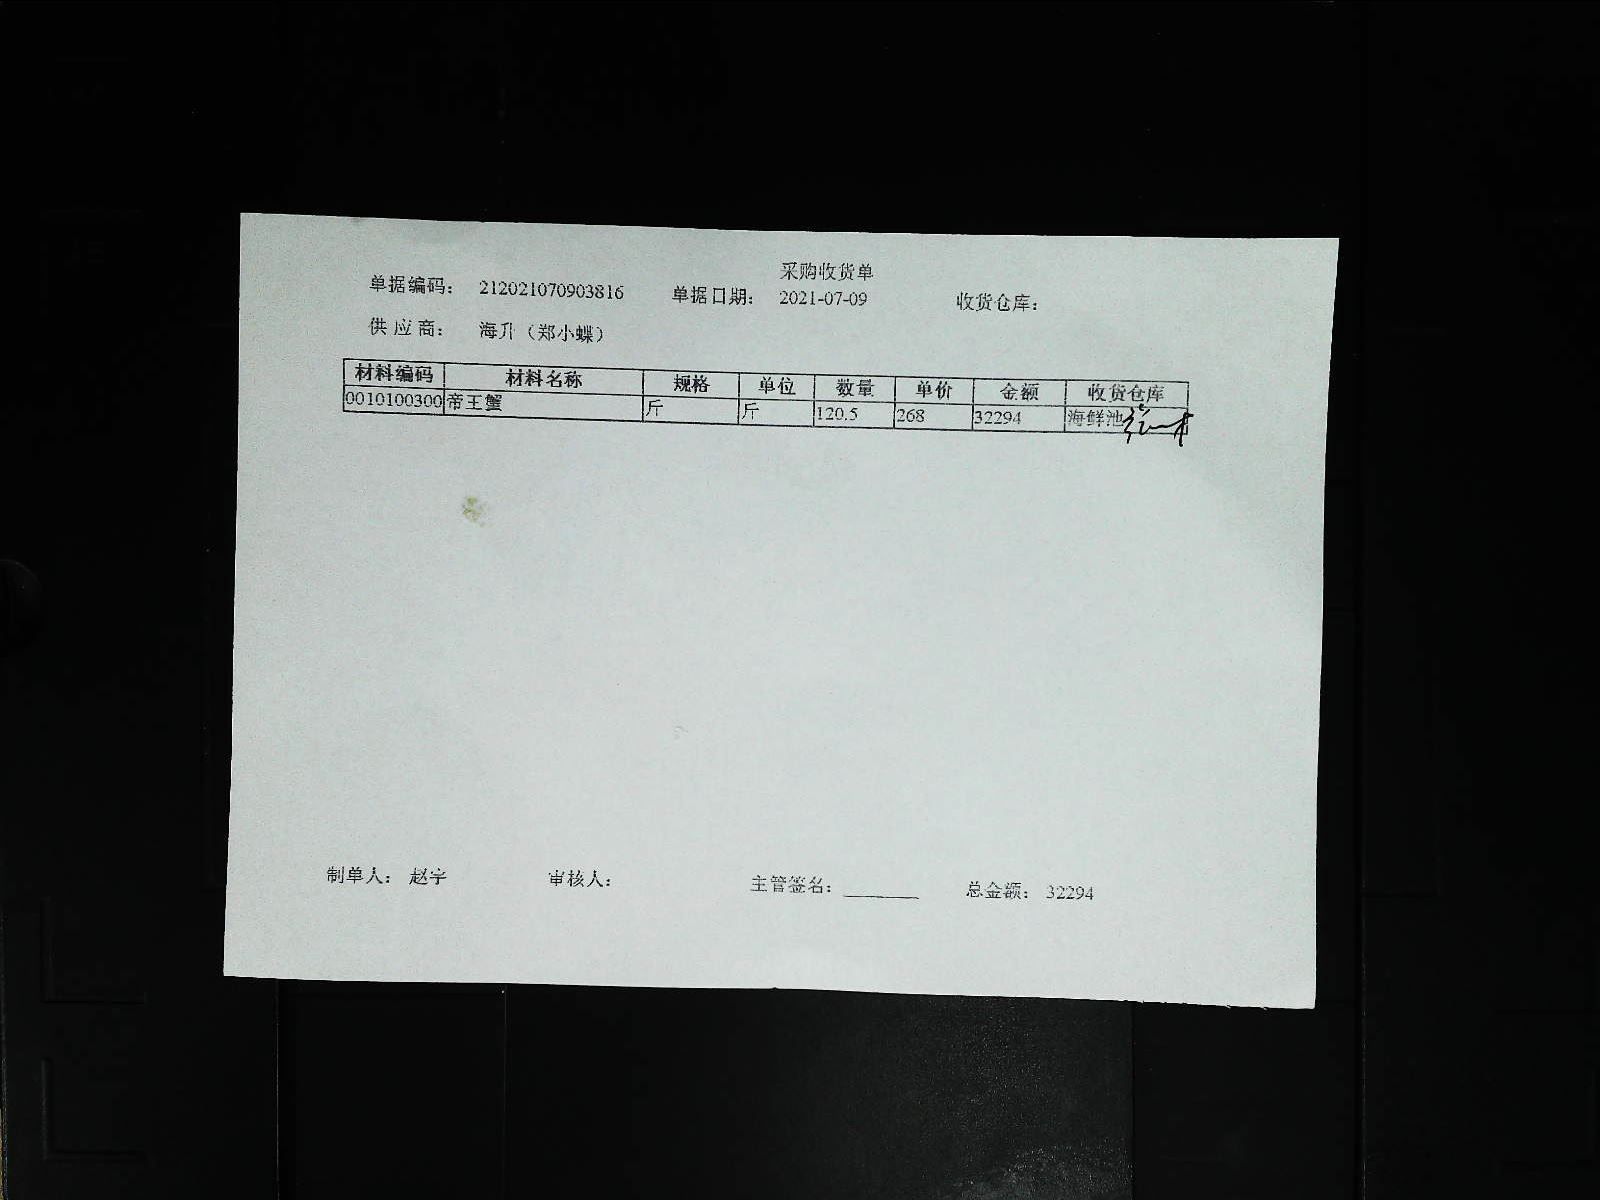 采购收货单
单据编码： 212021070903816 单据日期： 2021-07-09 收货仓库：
供 应 商： 海升（郑小蝶）
材料编码 材料名称 规格 单位 数量 单价 金额 收货仓库
0010100300 帝王蟹 斤 斤 120.5 268 32294 海鲜池
制单人： 赵宇 审核人： 主管签名： 总金额： 32294